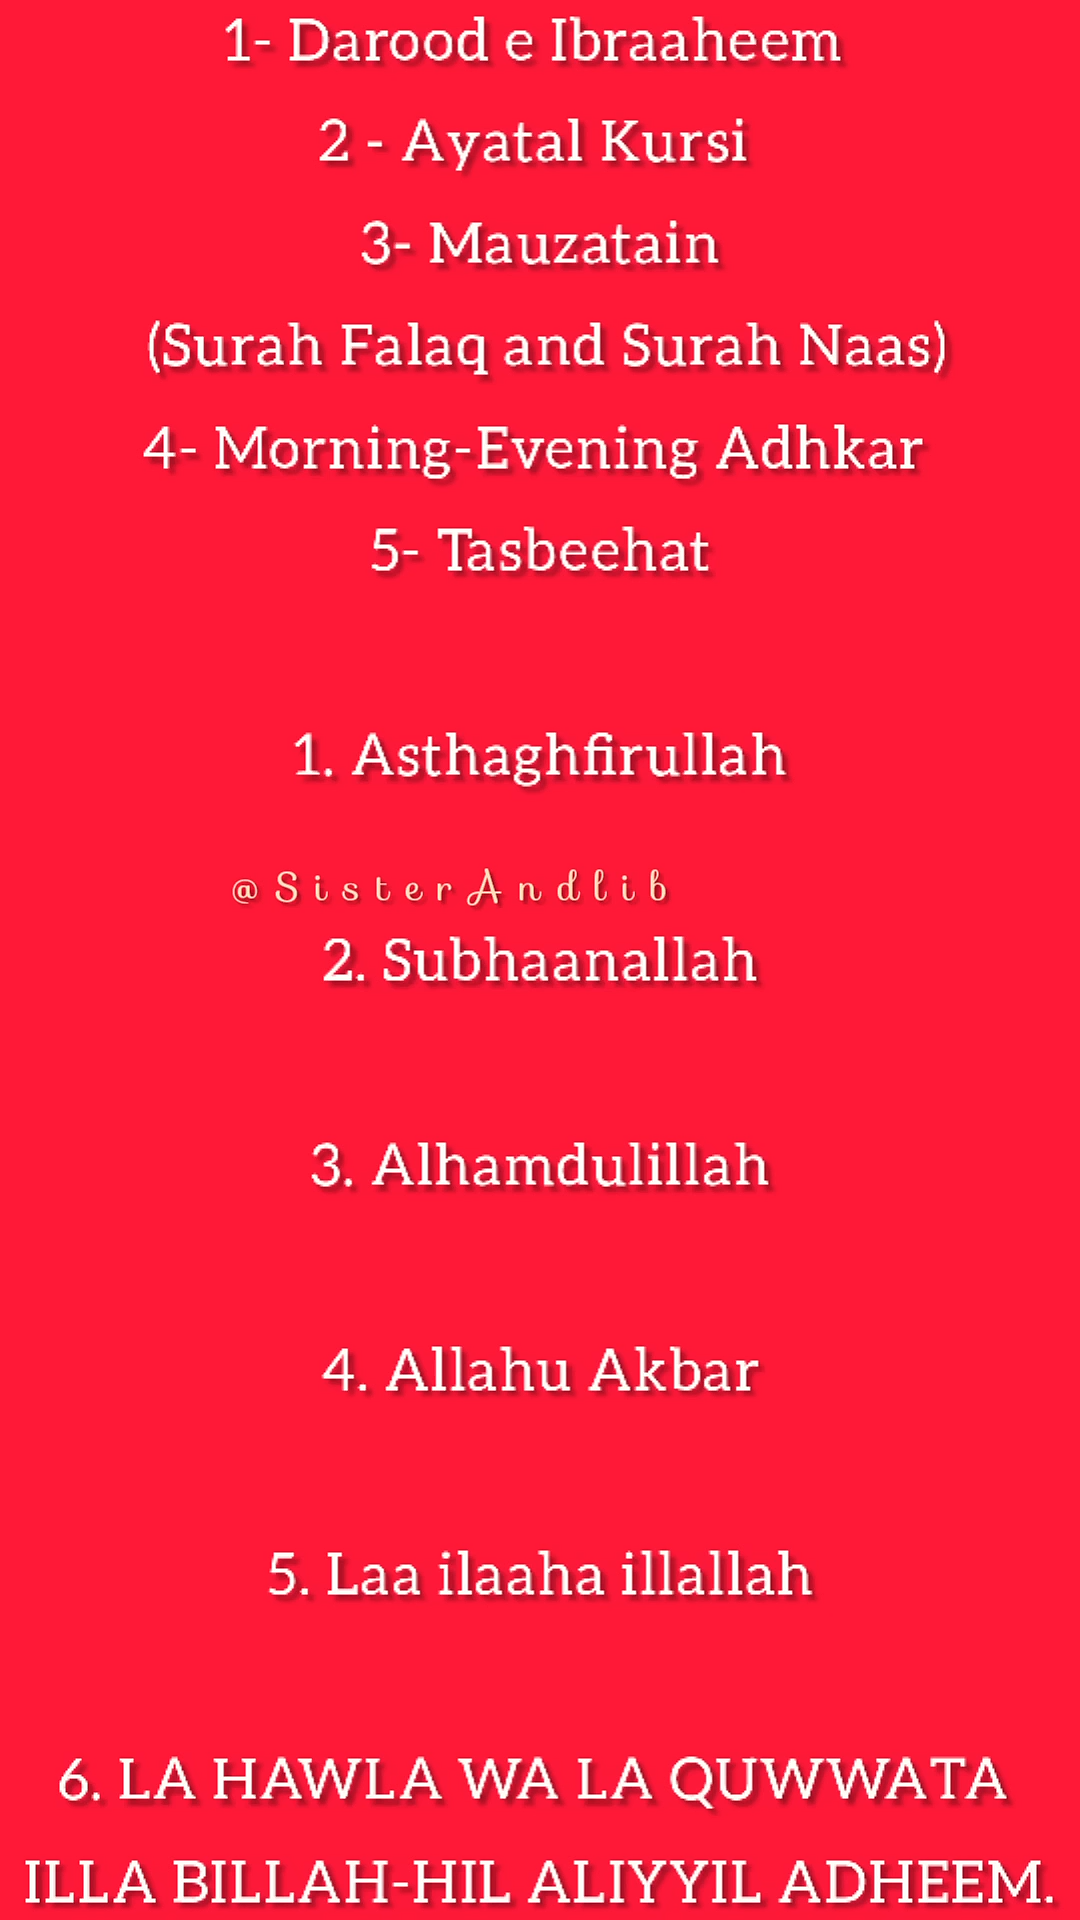 1- Darood e Ibraaheem
2 - Ayatal Kursi
3- Mauzatain
(Surah Falaq and Surah Naas)
4- Morning-Evening Adhkar
5- Tasbeehat
1. Asthaghfirullah
@SisterAndlib
2. Subhaanallah
3. Alhamdulillah
4. Allahu Akbar
5. Laa ilaaha illallah
6. LA HAWLA WA LA QUWWATA
ILLA BILLAH-HIL ALIYYIL ADHEEM.